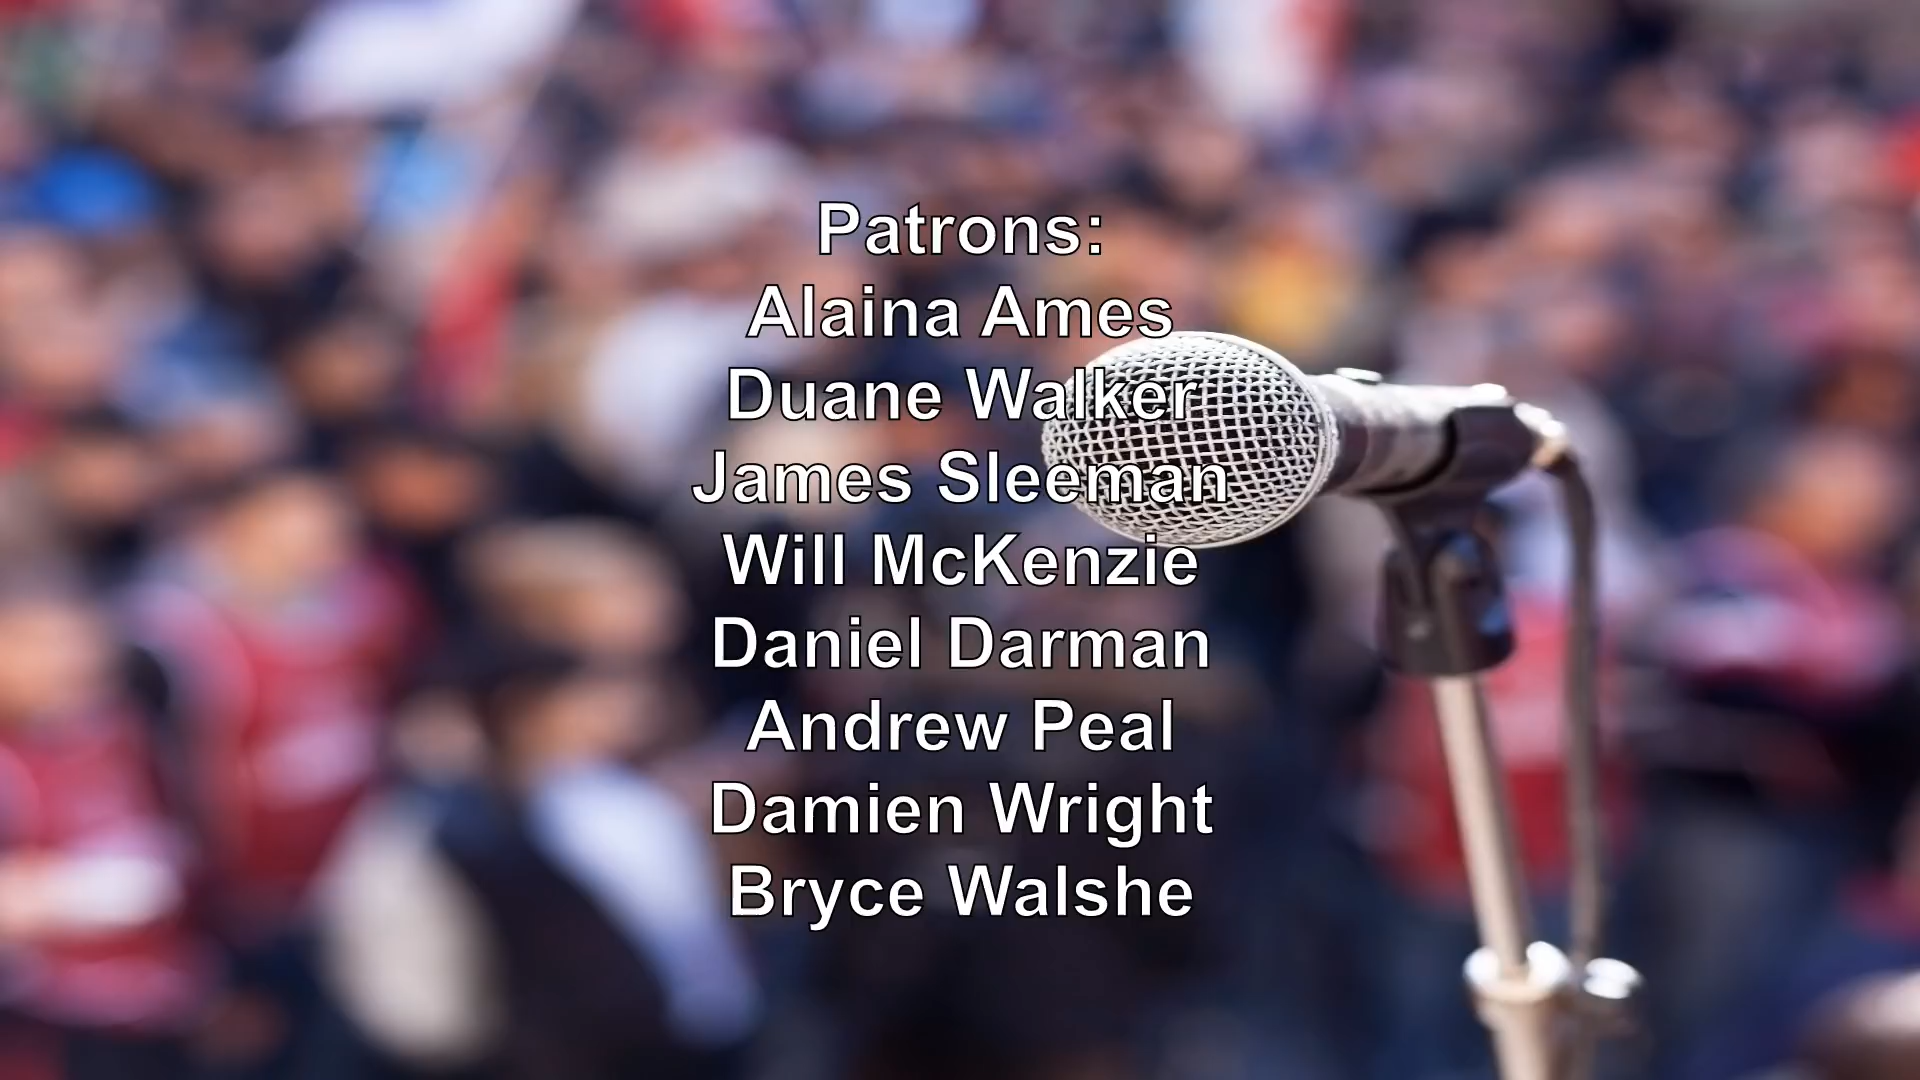 Patrons:
Alaina Ames
Duane Walker
James Sleeman
Will McKenzie
Daniel Darman
Andrew Peal
Damien Wright
Bryce Walshe